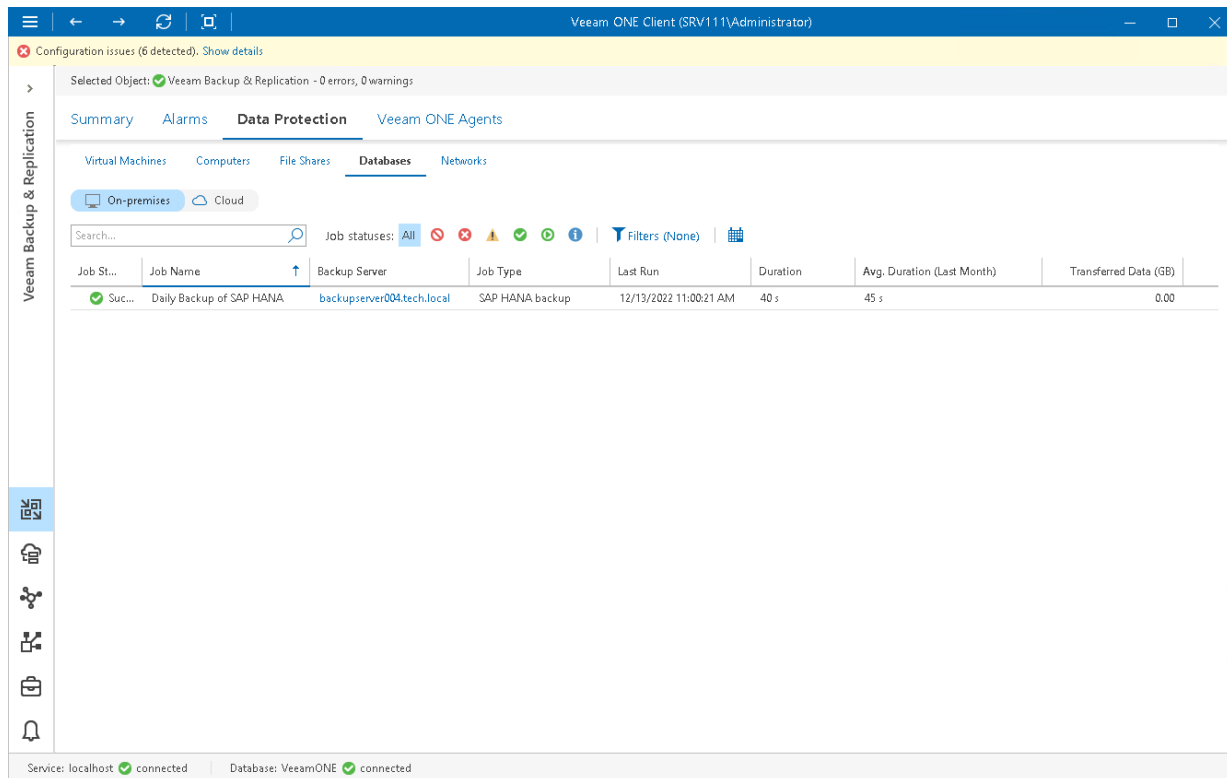 Veeam ONE Client (SRV111\Administrator)
Configuration issues (6 detected). Show details
Selected Object: Veeam Backup & Replication - 0 errors, 0 warnings
Veeam Backup & Replication
Summary Alarms Data Protection Veeam ONE Agents
Virtual Machines Computers File Shares Databases Networks
On-premises Cloud
Search... Job statuses: All Filters (None)
Job St... Job Name Backup Server Job Type Last Run Duration Avg. Duration (Last Month) Transferred Data (GB)
Suc... Daily Backup of SAP HANA backupserver004.tech.local SAP HANA backup 12/13/2022 11:00:21 AM 40 s 45 s 0.00
Service: localhost connected Database: VeeamONE connected